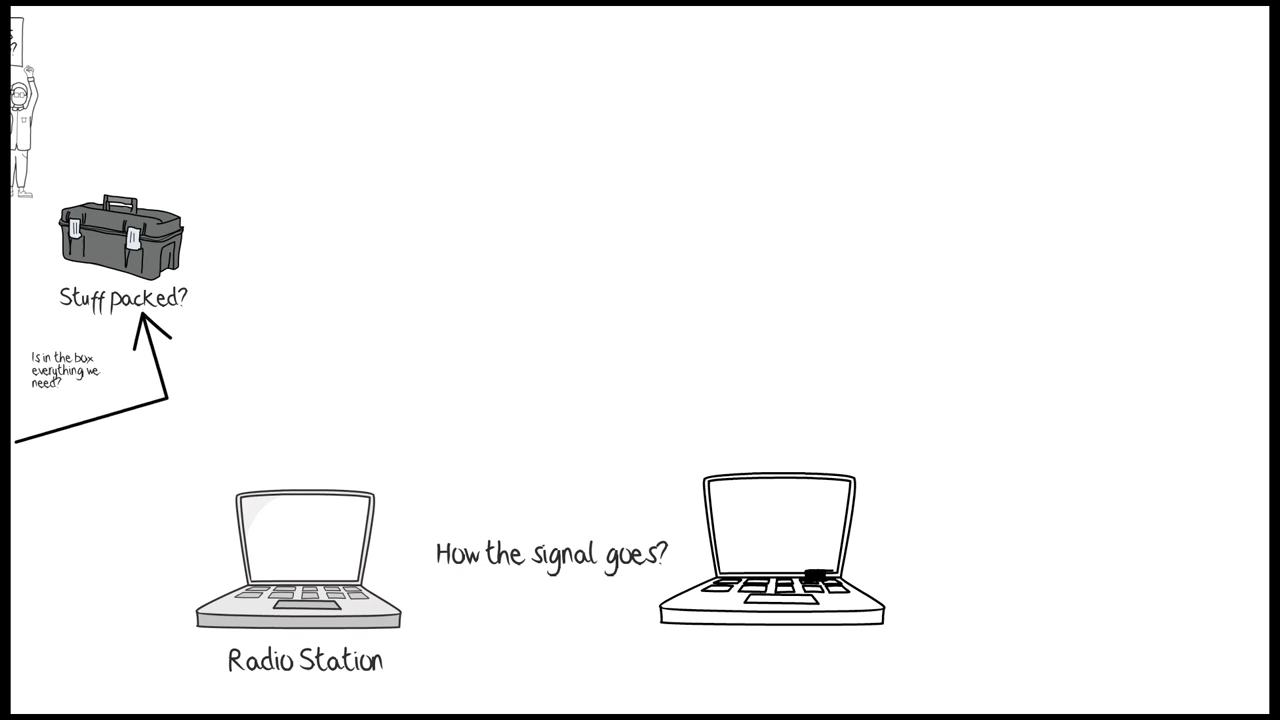 Stuff packed?
Is in the box
everything we
need?
How the signal goes?
Radio Station